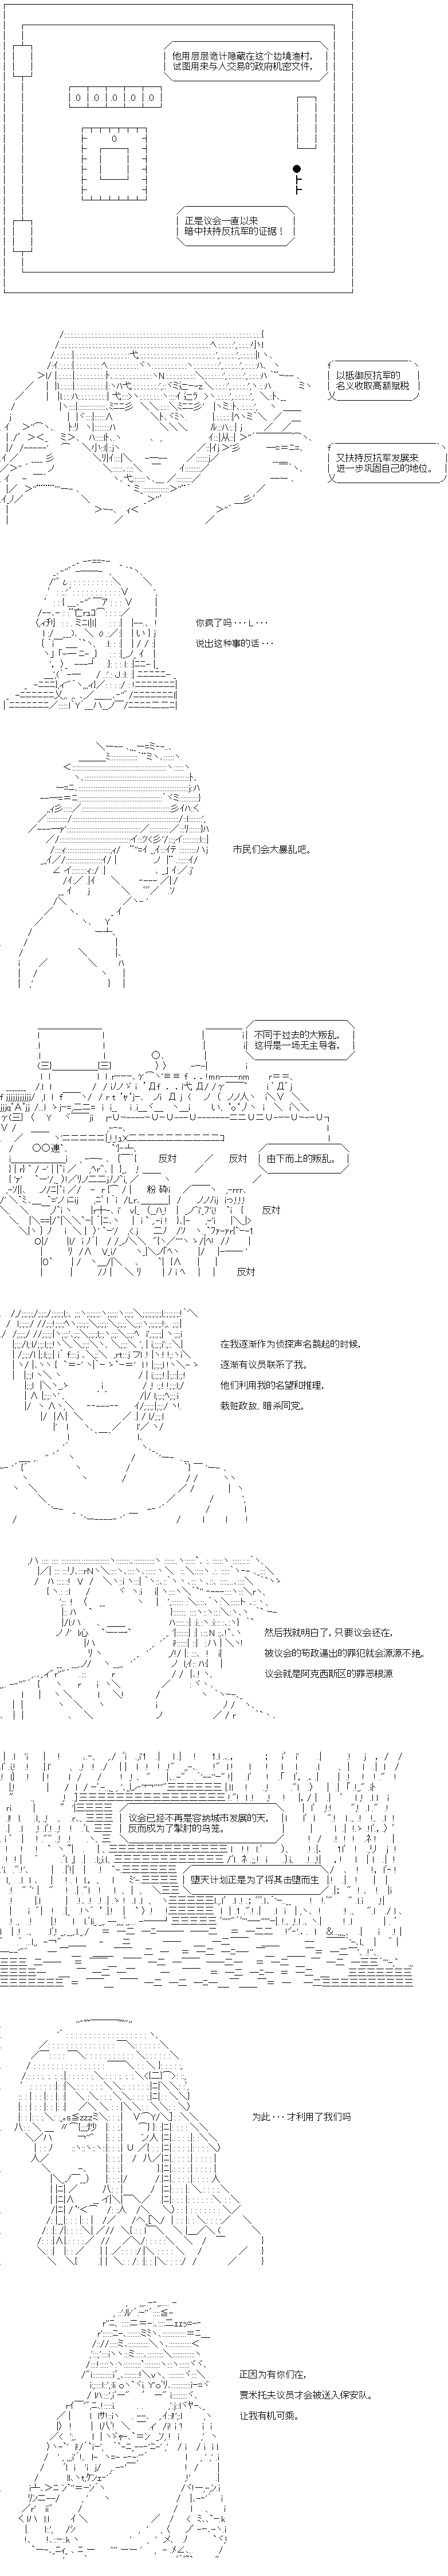 他用层层诡计隐藏在这个边境渔村，
试图用来与人交易的政府机密文件，
正是议会一直以来
暗中扶持反抗军的证据！
以抵御反抗军的
名义收取高额赋税
又扶持反抗军发展来
进一步巩固自己的地位。
你疯了吗···L···
说出这种事的话···
市民们会大暴乱吧。
不同于过去的大叛乱，
这将是一场无主导者，
由下而上的叛乱。
反对
反对
粉碎
反対
反対
反対
在我逐渐作为侦探声名鹊起的时候，
逐渐有议员联系了我。
他们利用我的名望和推理，
栽赃政敌、暗杀同党。
然后我就明白了，只要议会还在，
被议会的苟政逼出的罪犯就会源源不绝。
议会就是阿克西斯区的罪恶根源
议会已经不再是容纳城市发展的天，
反而成为了掣肘的鸟笼。
堕天计划正是为了将其击坠而生
为此···才利用了我们吗
正因为有你们在，
贾米托夫议员才会被送入保安队。
让我有机可乘。